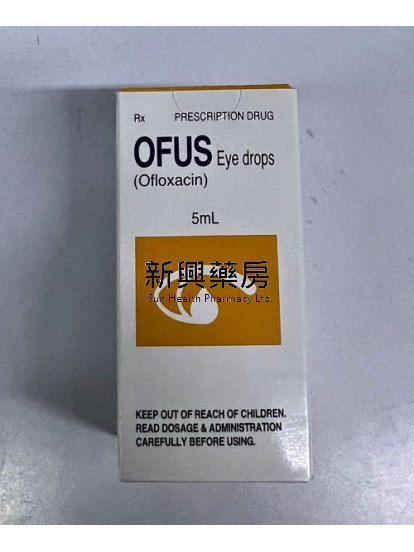 Rx PRESCRIPTION DRUG
OFUS Eye drops
(Ofloxacin)
5mL
新興藥房
Sun Health Pharmacy Ltd.
KEEP OUT OF REACH OF CHILDREN.
READ DOSAGE & ADMINISTRATION
CAREFULLY BEFORE USING.